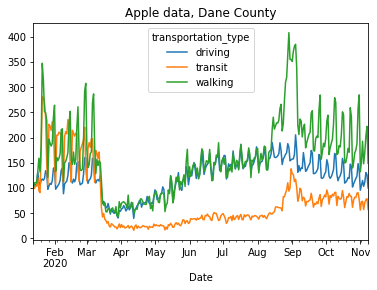 Apple data, Dane County
transportation_type
driving
transit
walking
400
350
300
250
200
150
100
50
0
Feb
2020
Mar
Apr
May
Jun
Jul
Aug
Sep
Oct
Nov
Date